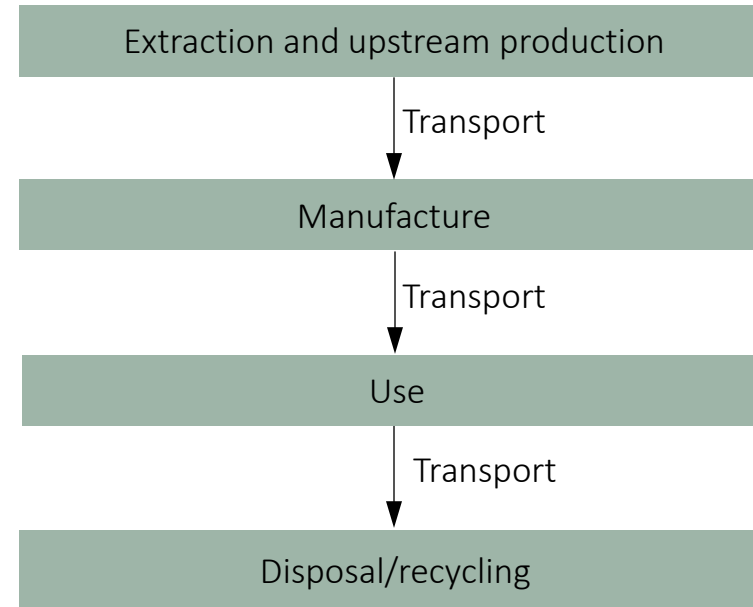 Extraction and upstream production
Transport
Manufacture
Transport
Use
Transport
Disposal/recycling